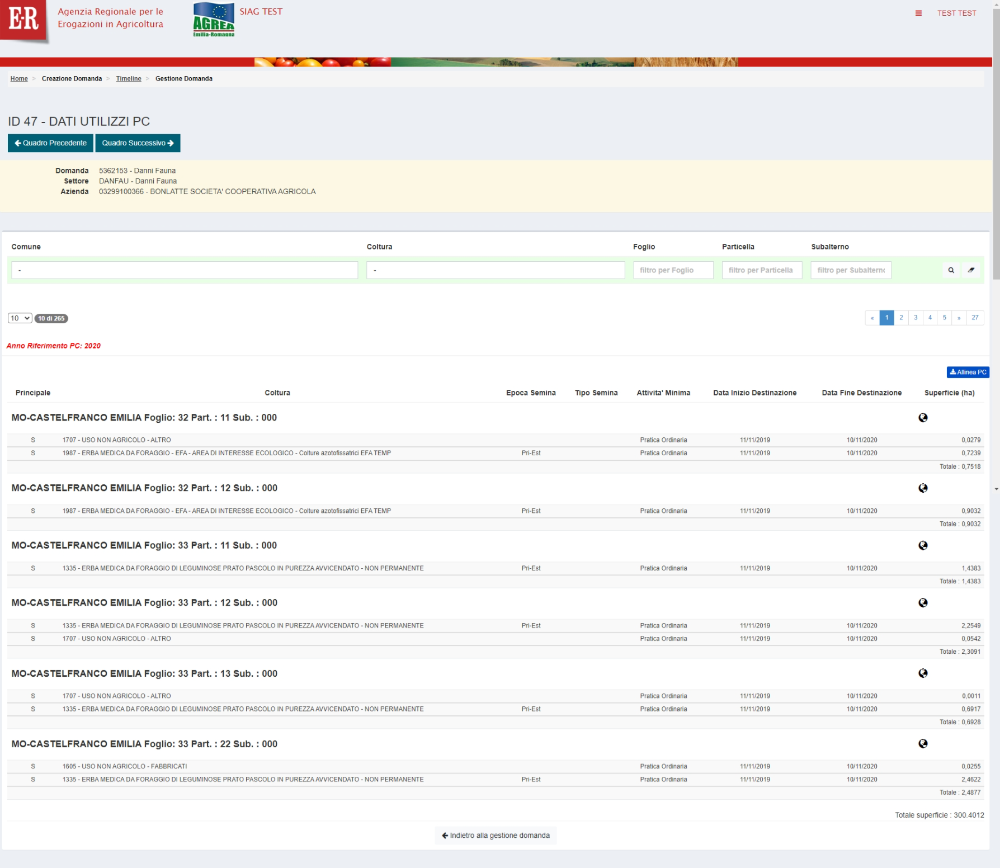 E-R
Agenzia Regionale per le
Erogazioni in Agricoltura
AGREA
Emilia-Romagna
SIAG TEST
TEST TEST
Home > Creazione Domanda > Timeline > Gestione Domanda
ID 47 - DATI UTILIZZI PC
Quadro Precedente Quadro Successivo
Domanda 5362153 - Danni Fauna
Settore DANFAU - Danni Fauna
Azienda 03299100366 - BONLATTE SOCIETA' COOPERATIVA AGRICOLA
Comune Coltura Foglio Particella Subalterno
- - filtro per Foglio filtro per Particella filtro per Subalterno
10 10 di 265 « 1 2 3 4 5 » 27
Anno Riferimento PC: 2020
Allinea PC
Principale Coltura Epoca Semina Tipo Semina Attivita' Minima Data Inizio Destinazione Data Fine Destinazione Superficie (ha)
MO-CASTELFRANCO EMILIA Foglio: 32 Part. : 11 Sub. : 000
S 1707 - USO NON AGRICOLO - ALTRO Pratica Ordinaria 11/11/2019 10/11/2020 0,0279
S 1987 - ERBA MEDICA DA FORAGGIO - EFA - AREA DI INTERESSE ECOLOGICO - Colture azotofissatrici EFA TEMP Pri-Est Pratica Ordinaria 11/11/2019 10/11/2020 0,7239
Totale : 0,7518
MO-CASTELFRANCO EMILIA Foglio: 32 Part. : 12 Sub. : 000
S 1987 - ERBA MEDICA DA FORAGGIO - EFA - AREA DI INTERESSE ECOLOGICO - Colture azotofissatrici EFA TEMP Pri-Est Pratica Ordinaria 11/11/2019 10/11/2020 0,9032
Totale : 0,9032
MO-CASTELFRANCO EMILIA Foglio: 33 Part. : 11 Sub. : 000
S 1335 - ERBA MEDICA DA FORAGGIO DI LEGUMINOSE PRATO PASCOLO IN PUREZZA AVVICENDATO - NON PERMANENTE Pri-Est Pratica Ordinaria 11/11/2019 10/11/2020 1,4383
Totale : 1,4383
MO-CASTELFRANCO EMILIA Foglio: 33 Part. : 12 Sub. : 000
S 1335 - ERBA MEDICA DA FORAGGIO DI LEGUMINOSE PRATO PASCOLO IN PUREZZA AVVICENDATO - NON PERMANENTE Pri-Est Pratica Ordinaria 11/11/2019 10/11/2020 2,2549
S 1707 - USO NON AGRICOLO - ALTRO Pratica Ordinaria 11/11/2019 10/11/2020 0,0542
Totale : 2,3091
MO-CASTELFRANCO EMILIA Foglio: 33 Part. : 13 Sub. : 000
S 1707 - USO NON AGRICOLO - ALTRO Pratica Ordinaria 11/11/2019 10/11/2020 0,0011
S 1335 - ERBA MEDICA DA FORAGGIO DI LEGUMINOSE PRATO PASCOLO IN PUREZZA AVVICENDATO - NON PERMANENTE Pri-Est Pratica Ordinaria 11/11/2019 10/11/2020 0,6917
Totale : 0,6928
MO-CASTELFRANCO EMILIA Foglio: 33 Part. : 22 Sub. : 000
S 1605 - USO NON AGRICOLO - FABBRICATI Pratica Ordinaria 11/11/2019 10/11/2020 0,0255
S 1335 - ERBA MEDICA DA FORAGGIO DI LEGUMINOSE PRATO PASCOLO IN PUREZZA AVVICENDATO - NON PERMANENTE Pri-Est Pratica Ordinaria 11/11/2019 10/11/2020 2,4622
Totale : 2,4877
Totale superficie : 300.4012
Indietro alla gestione domanda